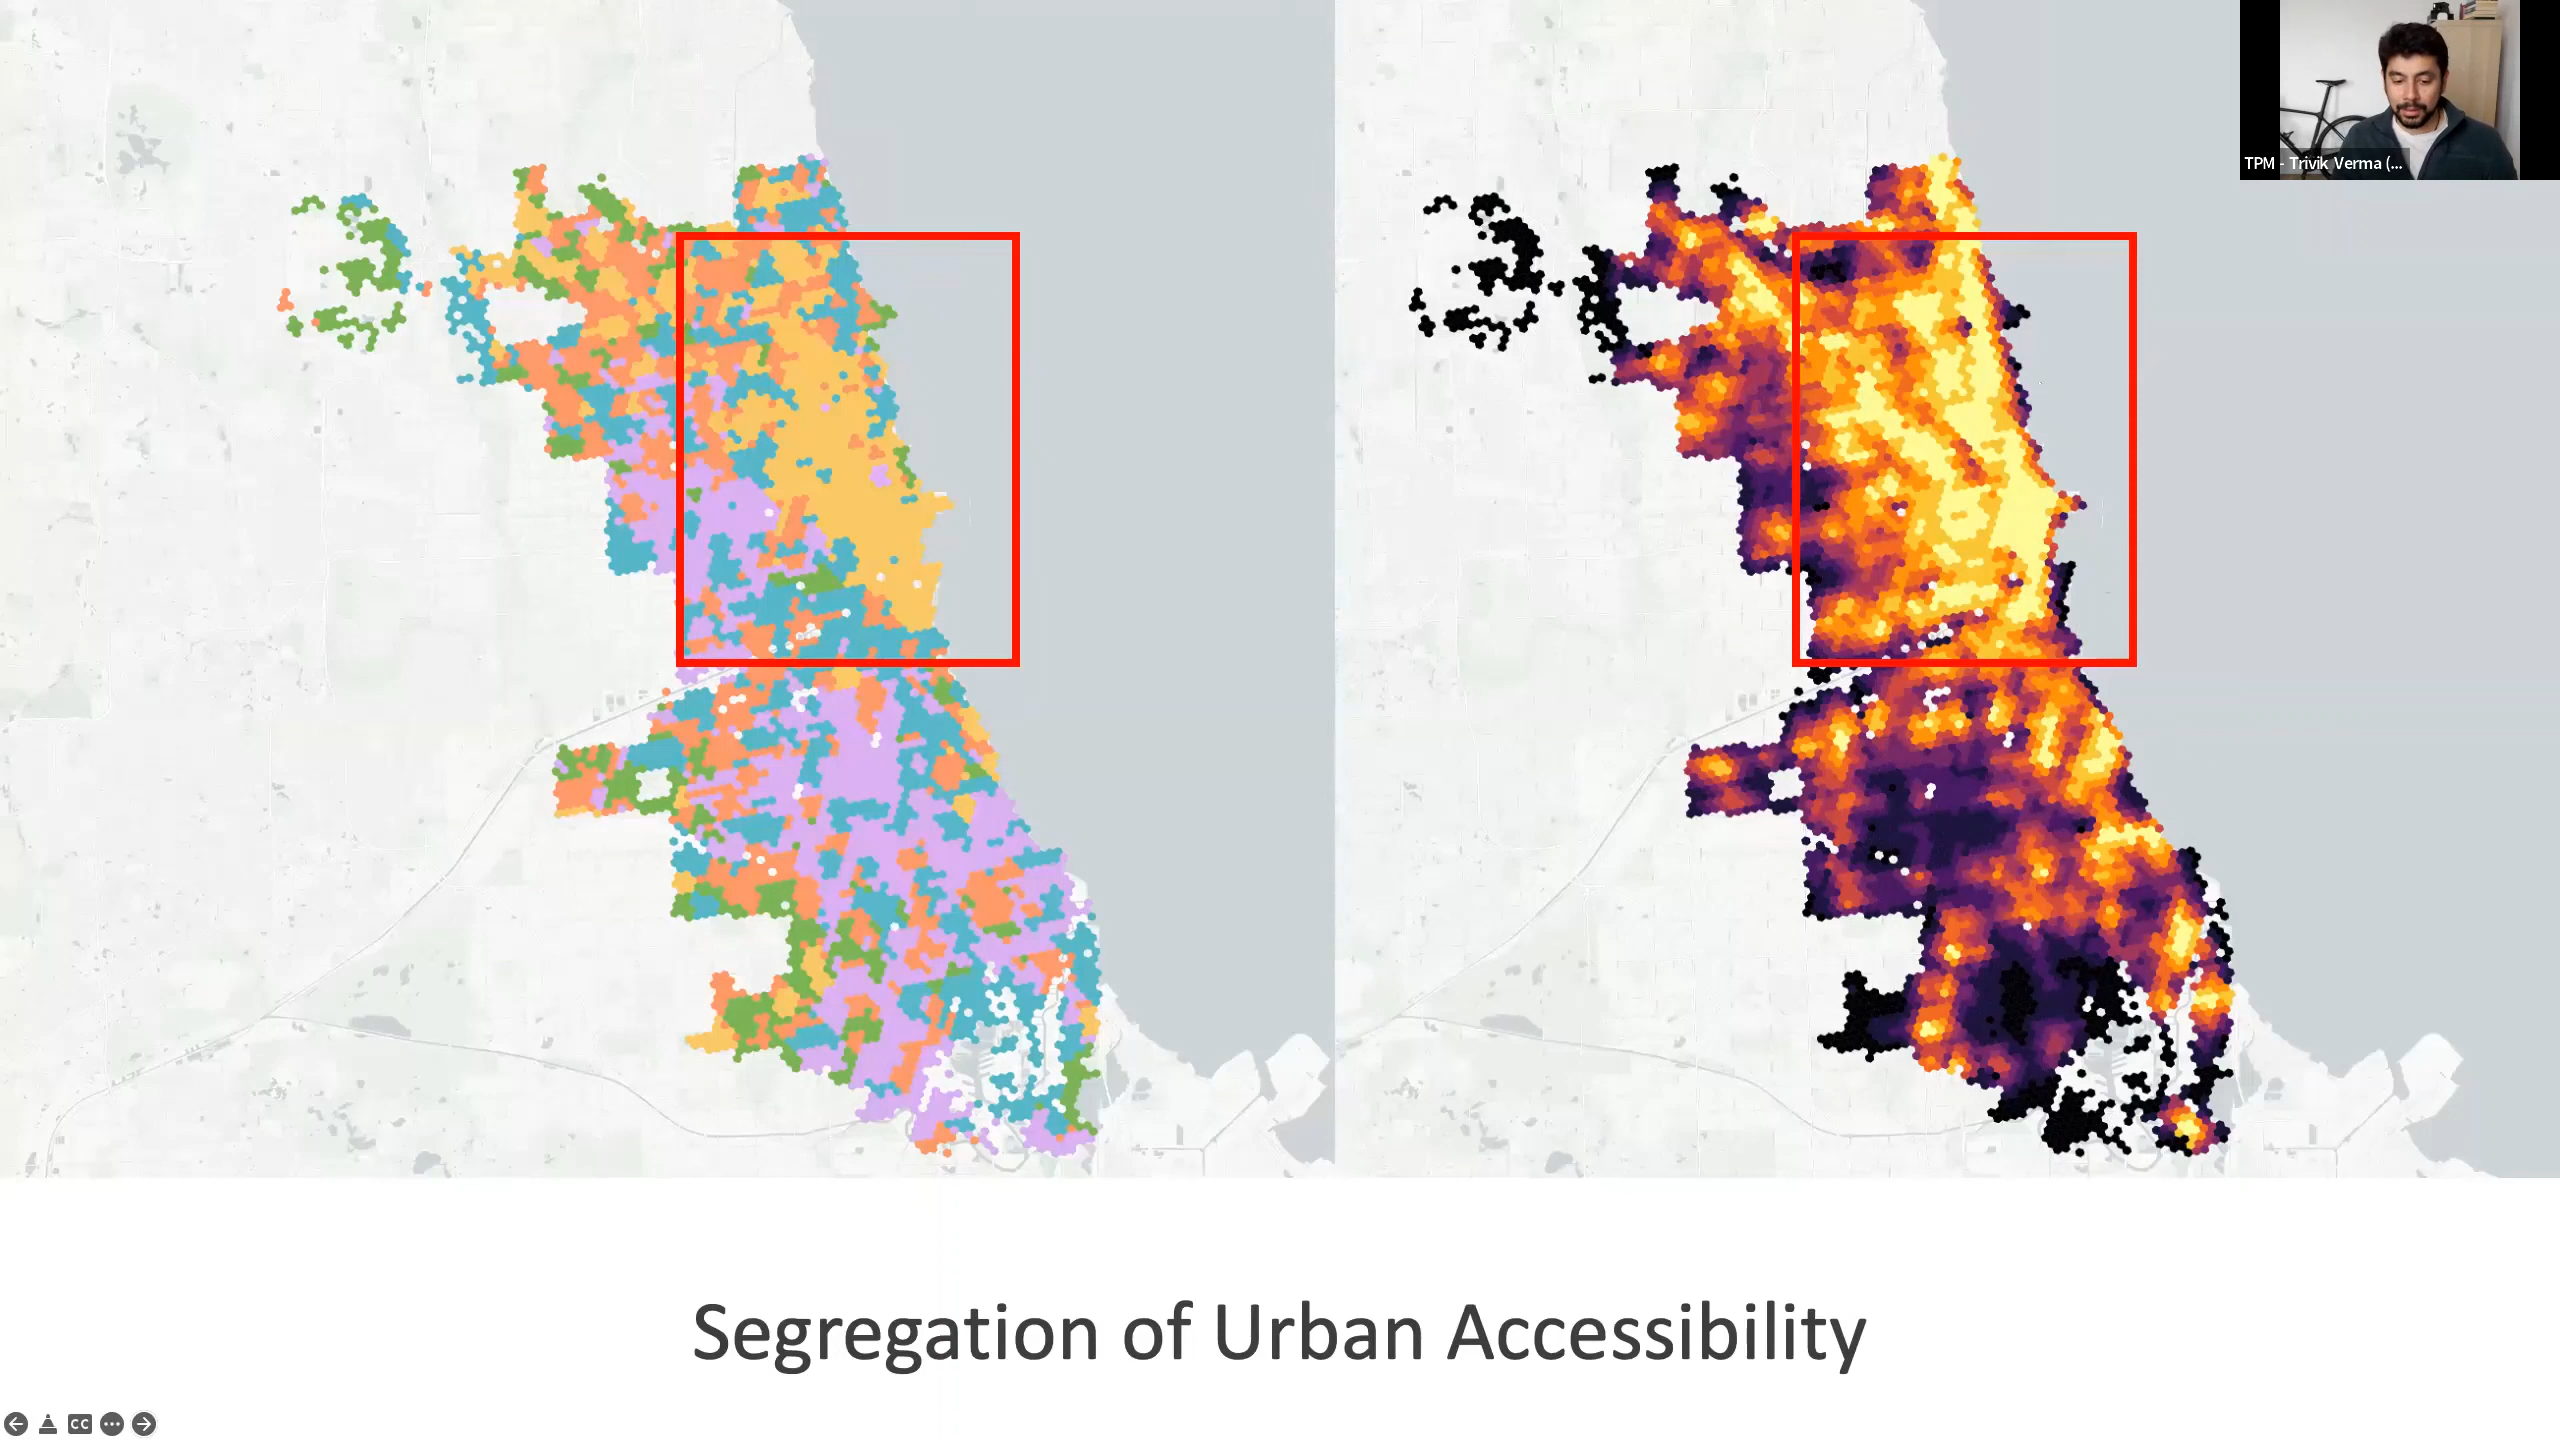 TPM - Trivik Verma (...
Segregation of Urban Accessibility
CC